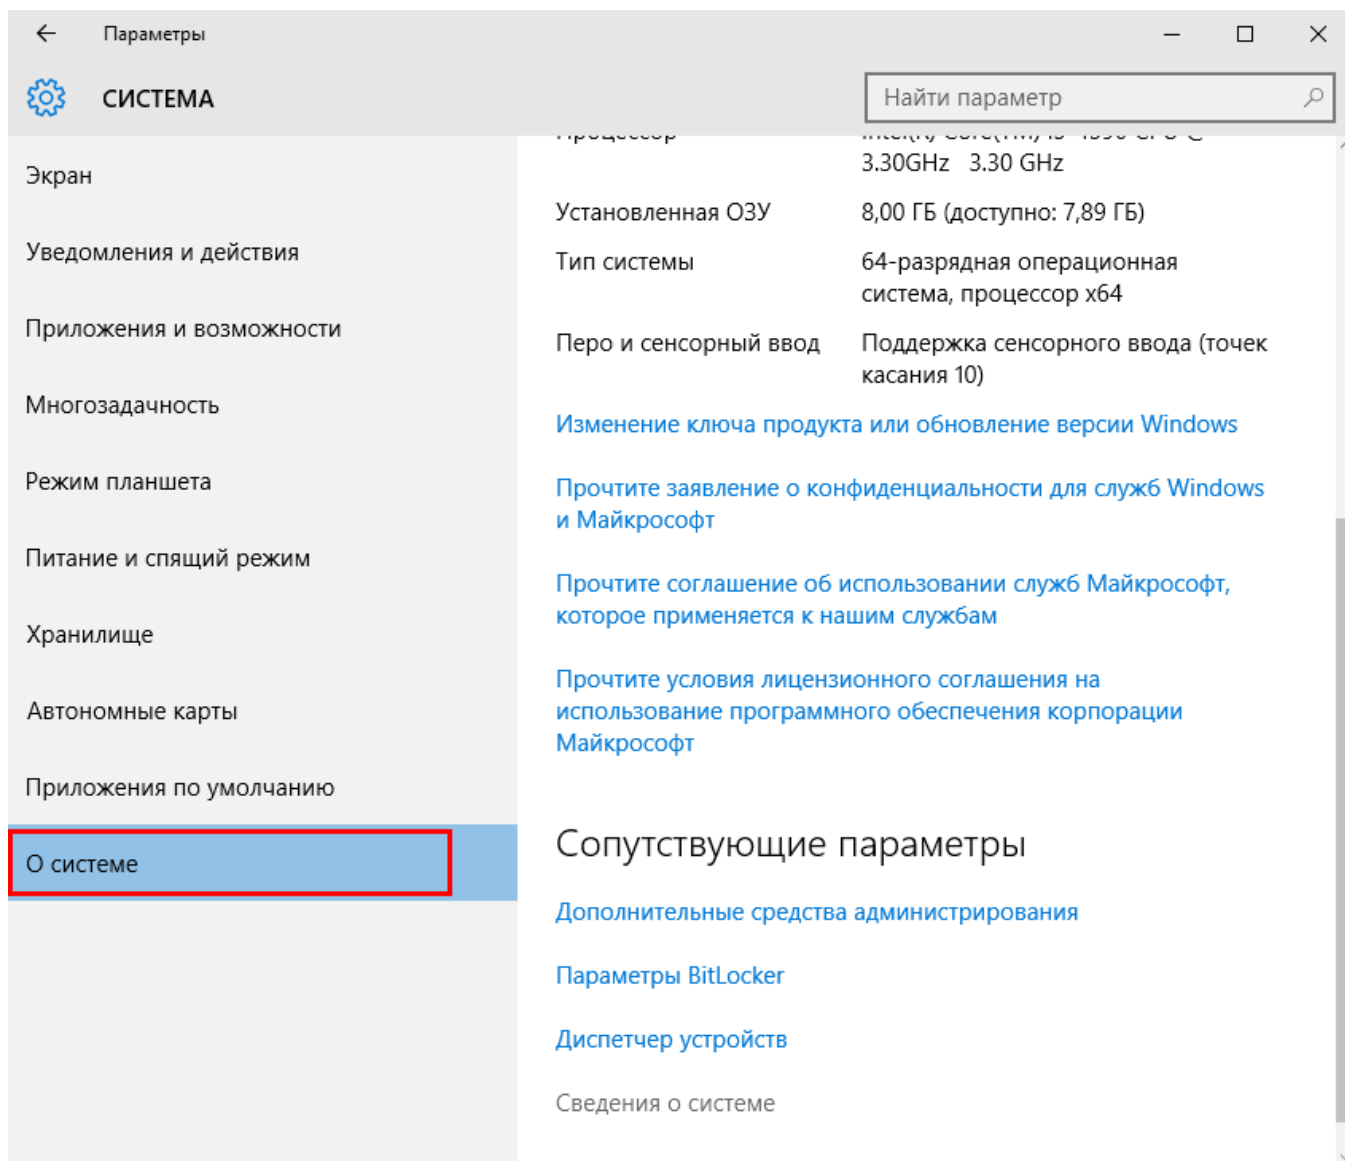 Параметры
СИСТЕМА
Найти параметр
Экран
Уведомления и действия
Приложения и возможности
Многозадачность
Режим планшета
Питание и спящий режим
Хранилище
Автономные карты
Приложения по умолчанию
О системе
Процессор
3.30GHz 3.30 GHz
Установленная ОЗУ 8,00 ГБ (доступно: 7,89 ГБ)
Тип системы 64-разрядная операционная
система, процессор x64
Перо и сенсорный ввод Поддержка сенсорного ввода (точек
касания 10)
Изменение ключа продукта или обновление версии Windows
Прочтите заявление о конфиденциальности для служб Windows
и Майкрософт
Прочтите соглашение об использовании служб Майкрософт,
которое применяется к нашим службам
Прочтите условия лицензионного соглашения на
использование программного обеспечения корпорации
Майкрософт
Сопутствующие параметры
Дополнительные средства администрирования
Параметры BitLocker
Диспетчер устройств
Сведения о системе